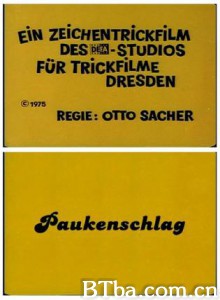 EiN ZEiCHENTRiCKFiLM
DES DEFA-STUDiOS
FÜR TRiCKFiLME
DRESDEN
© 1975
REGiE: OTTO SACHER
Paukenschlag
BTba.com.cn